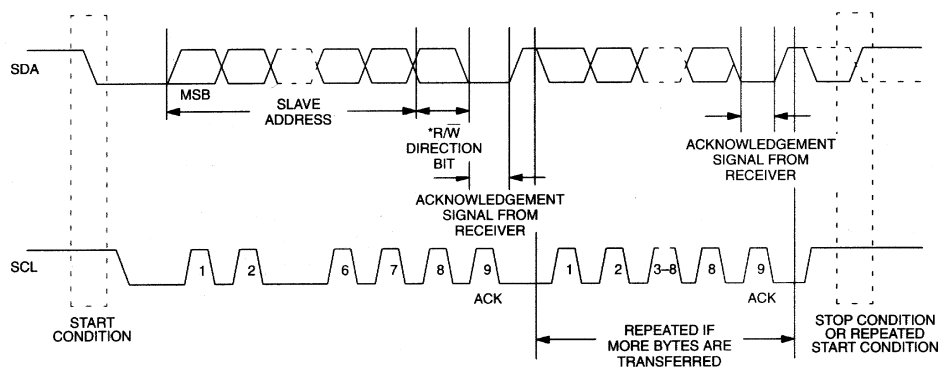 SDA
MSB
SLAVE
ADDRESS
*R/W̅
DIRECTION
BIT
ACKNOWLEDGEMENT
SIGNAL FROM
RECEIVER
ACKNOWLEDGEMENT
SIGNAL FROM
RECEIVER
SCL
1 2 6 7 8 9 1 2 3–8 8 9
ACK
ACK
START
CONDITION
REPEATED IF
MORE BYTES ARE
TRANSFERRED
STOP CONDITION
OR REPEATED
START CONDITION